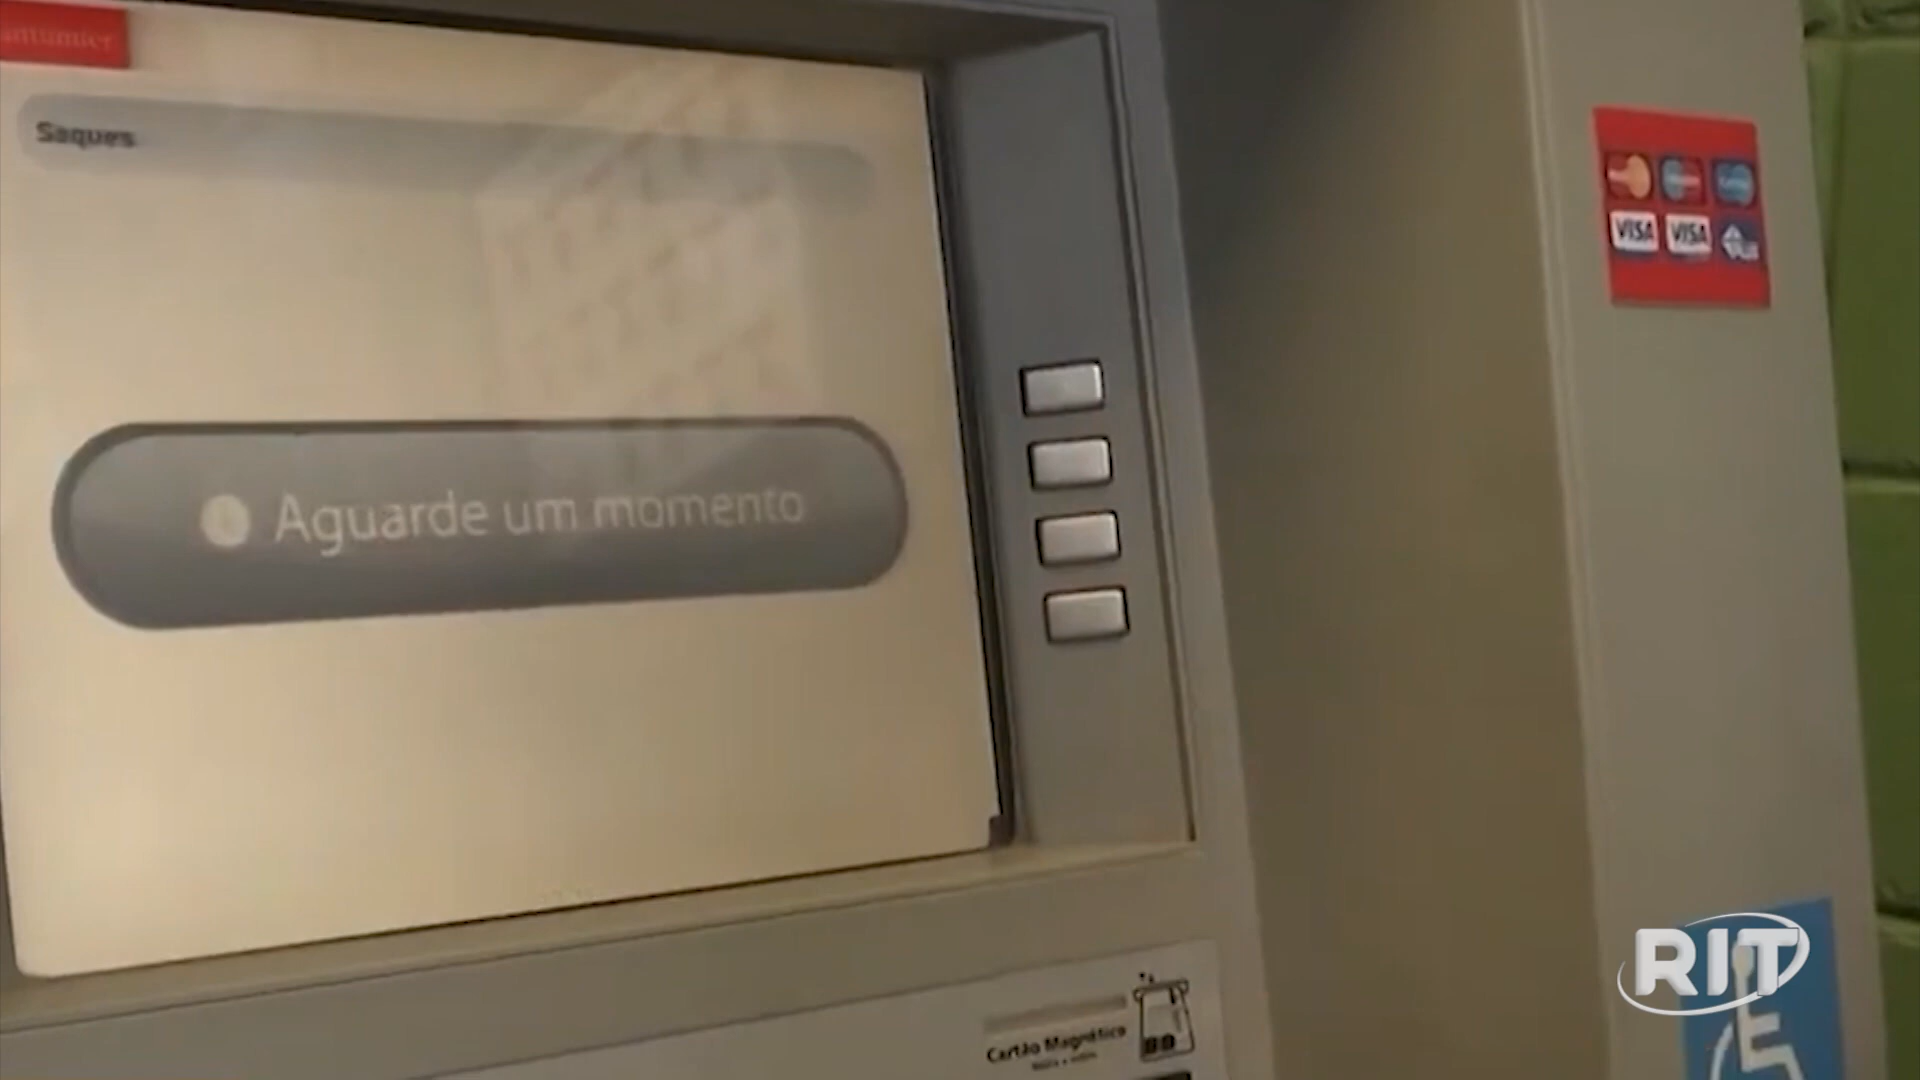 Saques
Aguarde um momento
VISA VISA
Cartão Magnético
RIT